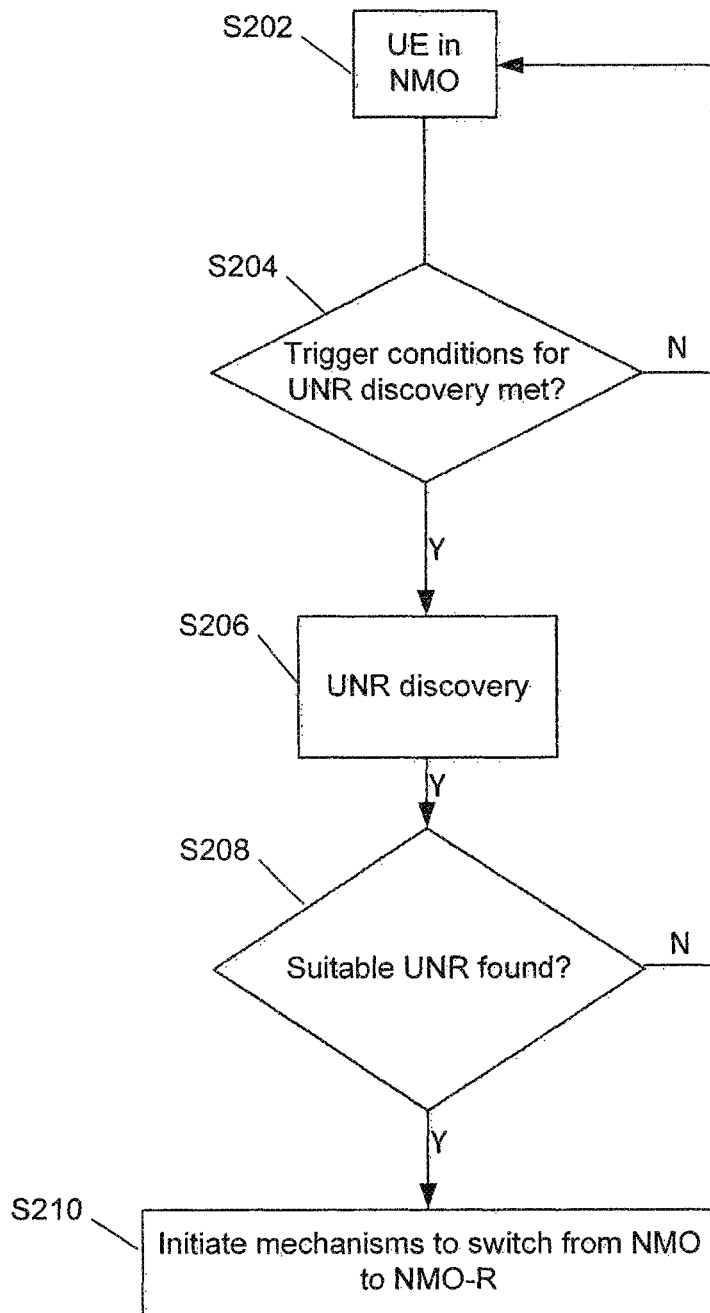 S202
UE in
NMO
S204
Trigger conditions for
UNR discovery met?
N
Y
S206
UNR discovery
Y
S208
Suitable UNR found?
N
Y
S210
Initiate mechanisms to switch from NMO
to NMO-R